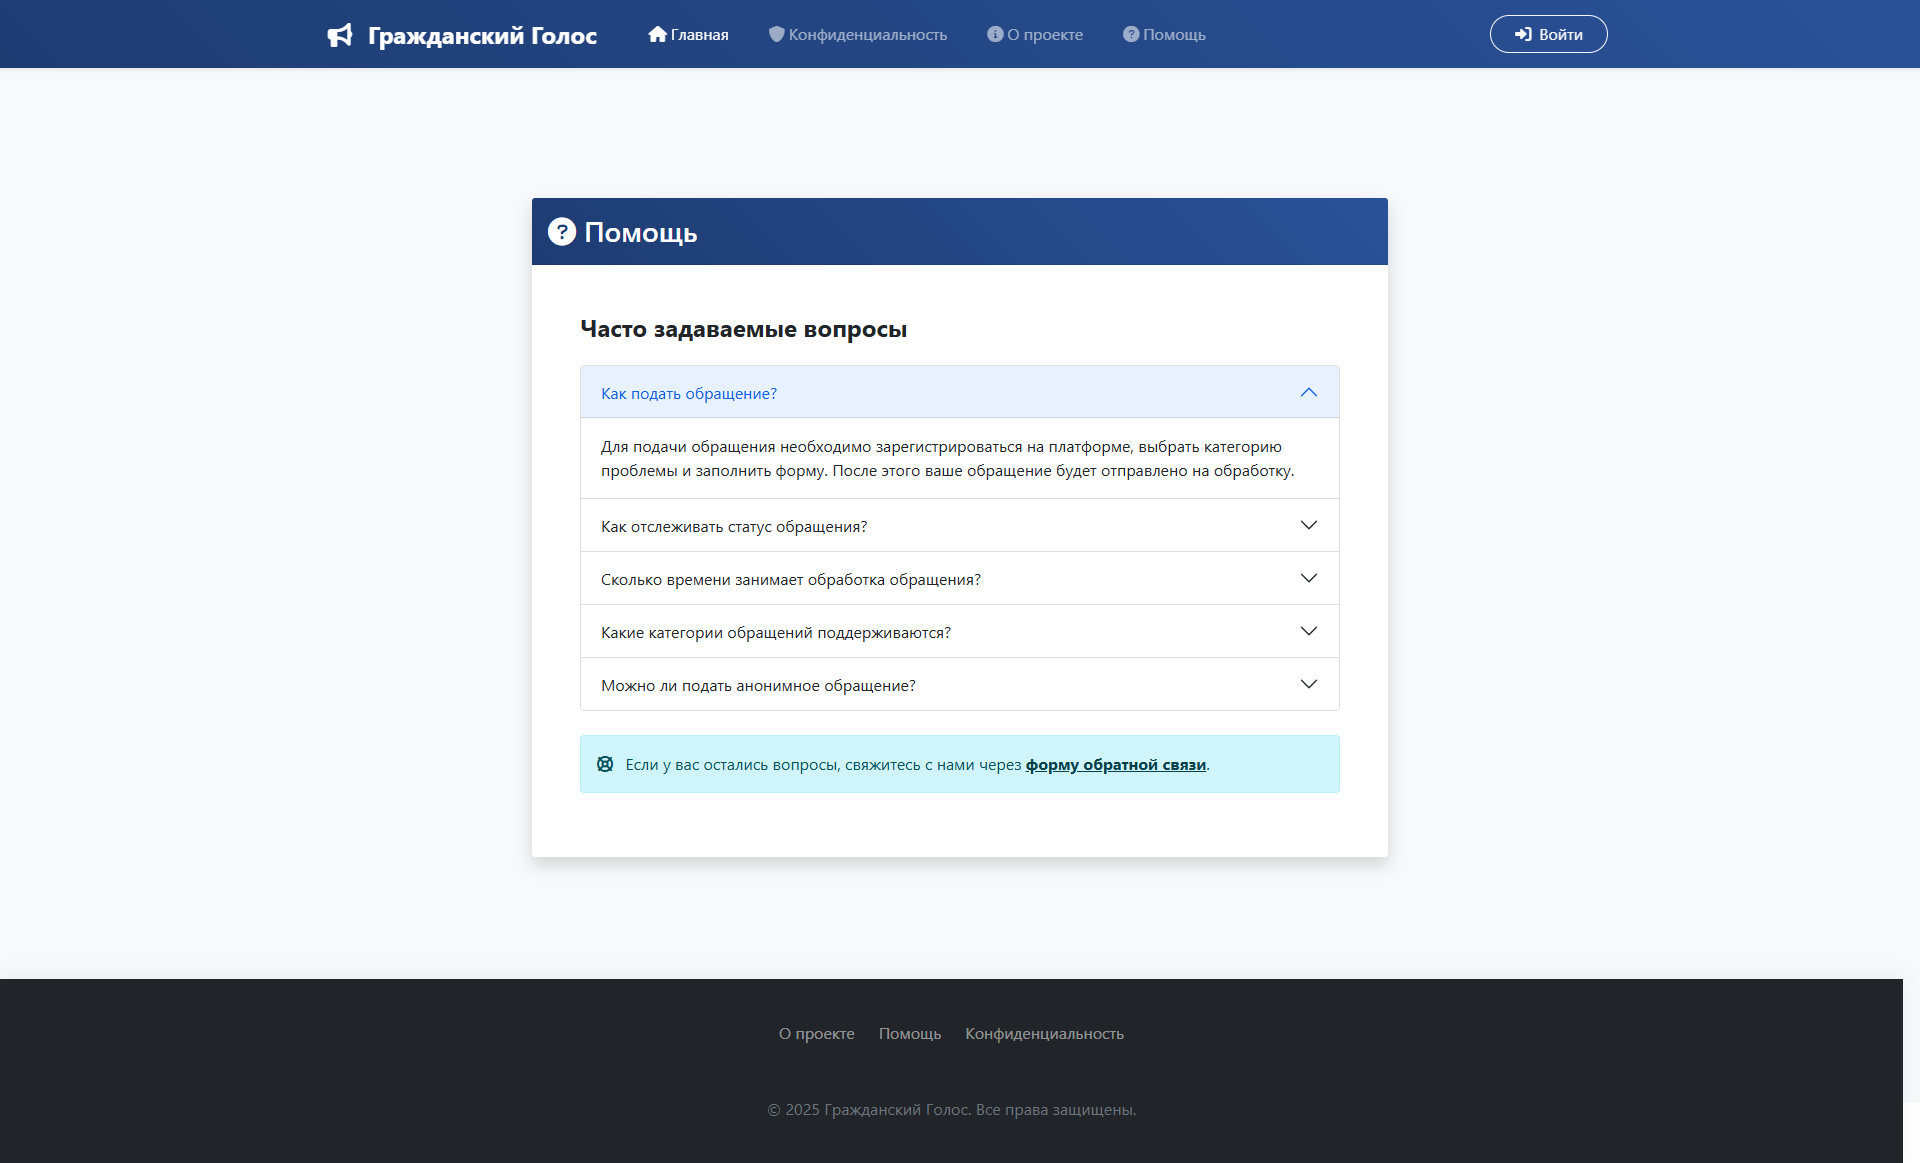 Гражданский Голос
Главная
Конфиденциальность
О проекте
Помощь
Войти
Помощь
Часто задаваемые вопросы
Как подать обращение?
Для подачи обращения необходимо зарегистрироваться на платформе, выбрать категорию
проблемы и заполнить форму. После этого ваше обращение будет отправлено на обработку.
Как отслеживать статус обращения?
Сколько времени занимает обработка обращения?
Какие категории обращений поддерживаются?
Можно ли подать анонимное обращение?
Если у вас остались вопросы, свяжитесь с нами через форму обратной связи.
О проекте
Помощь
Конфиденциальность
© 2025 Гражданский Голос. Все права защищены.